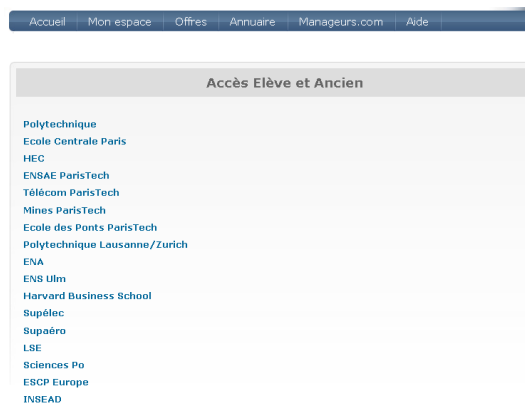 Accueil Mon espace Offres Annuaire Manageurs.com Aide
Accès Elève et Ancien
Polytechnique
Ecole Centrale Paris
HEC
ENSAE ParisTech
Télécom ParisTech
Mines ParisTech
Ecole des Ponts ParisTech
Polytechnique Lausanne/Zurich
ENA
ENS Ulm
Harvard Business School
Supélec
Supaéro
LSE
Sciences Po
ESCP Europe
INSEAD